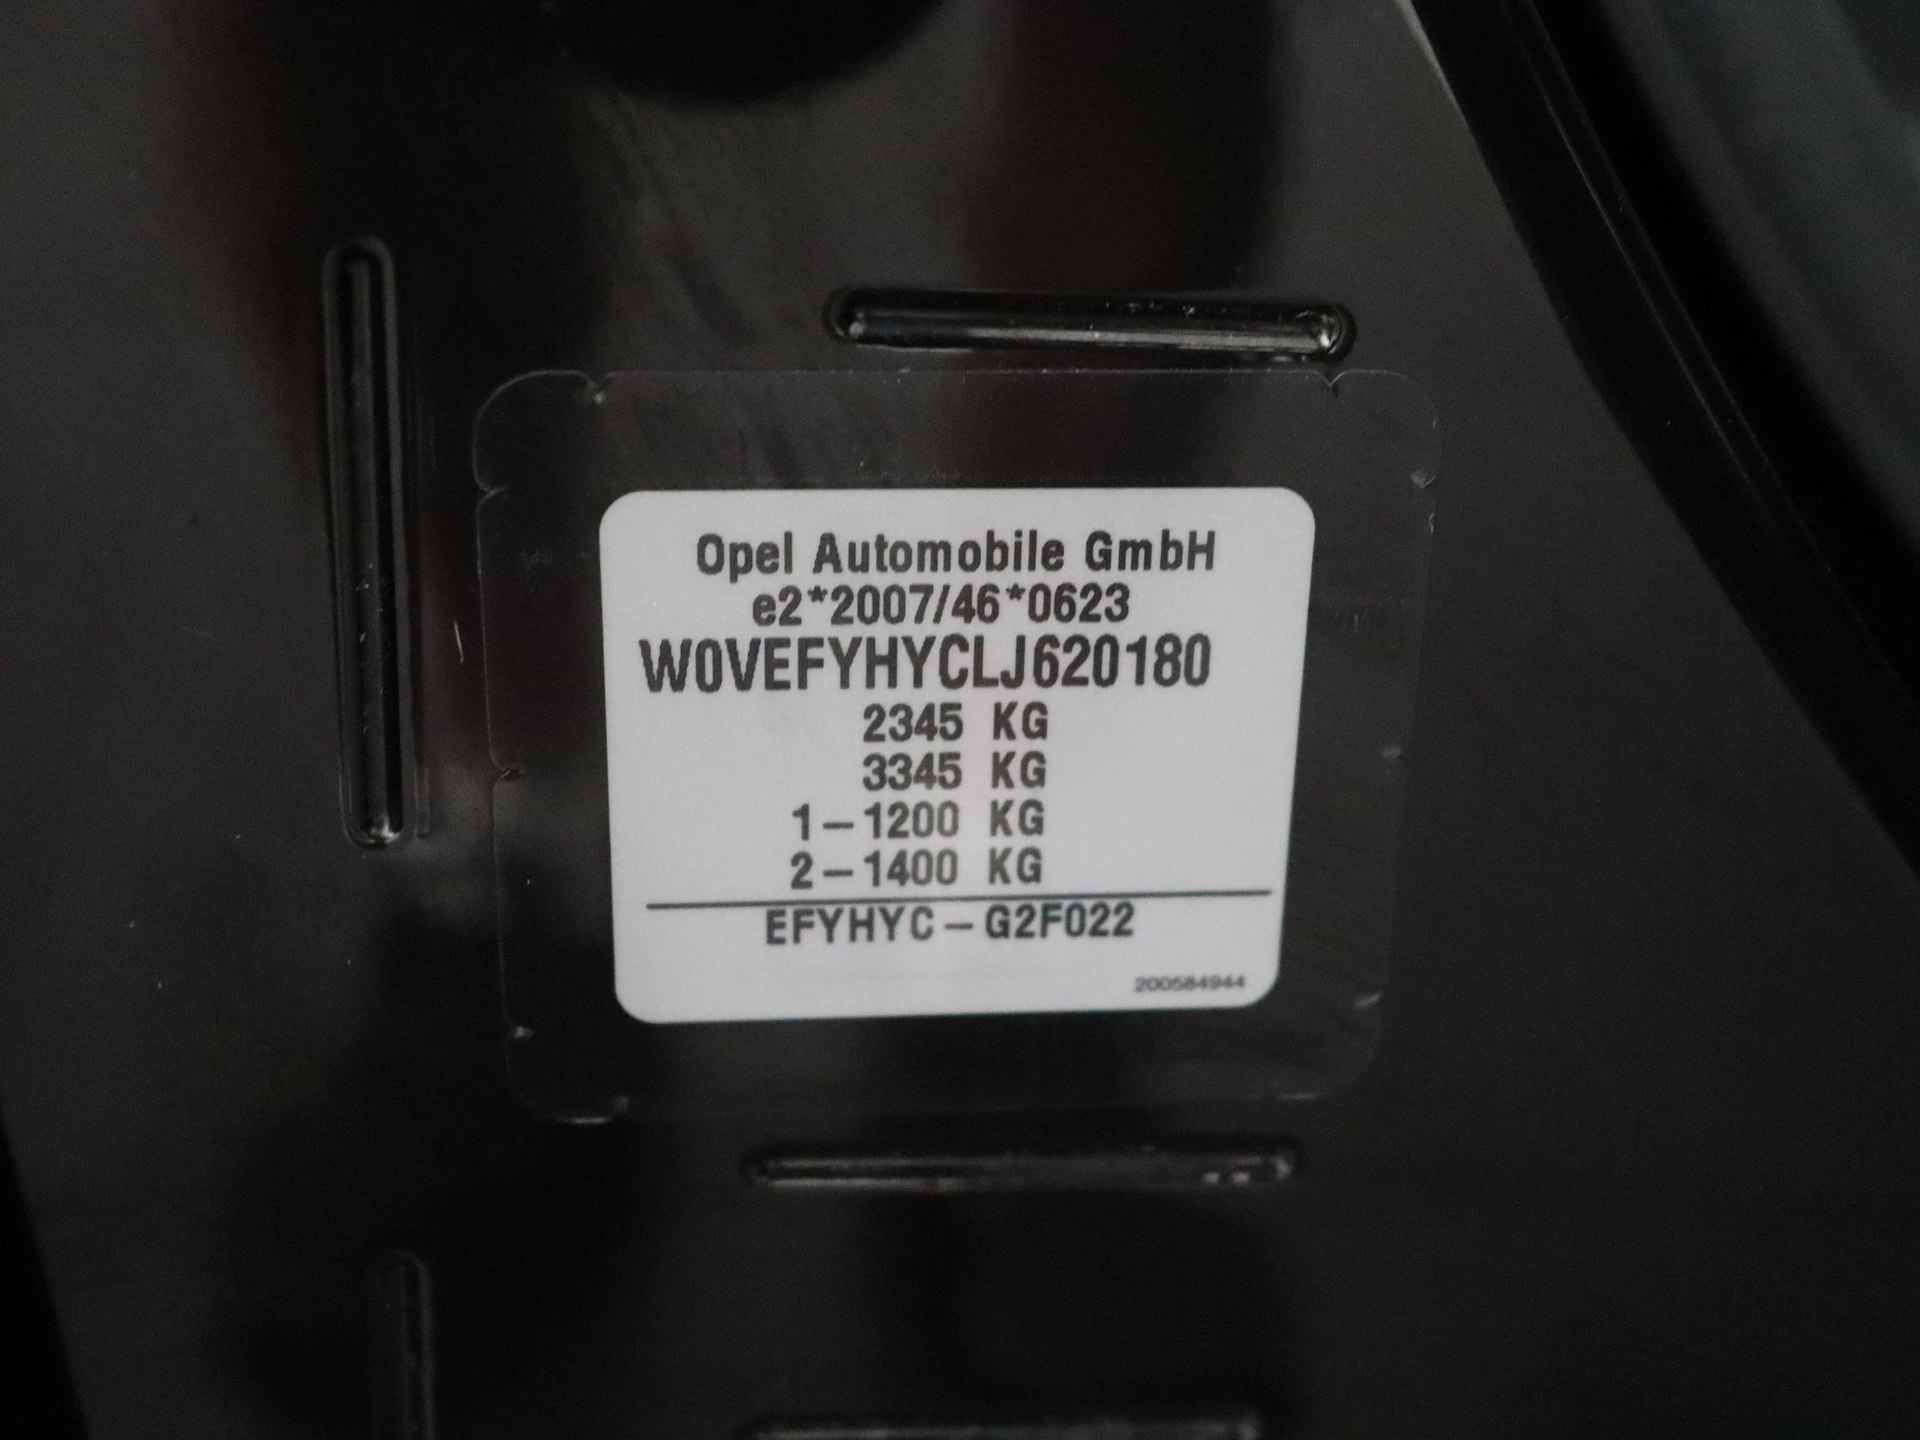 Opel Automobile GmbH
e2*2007/46*0623
W0VEFYHYCLJ620180
2345 KG
3345 KG
1-1200 KG
2-1400 KG
EFYHYC-G2F022
200584944